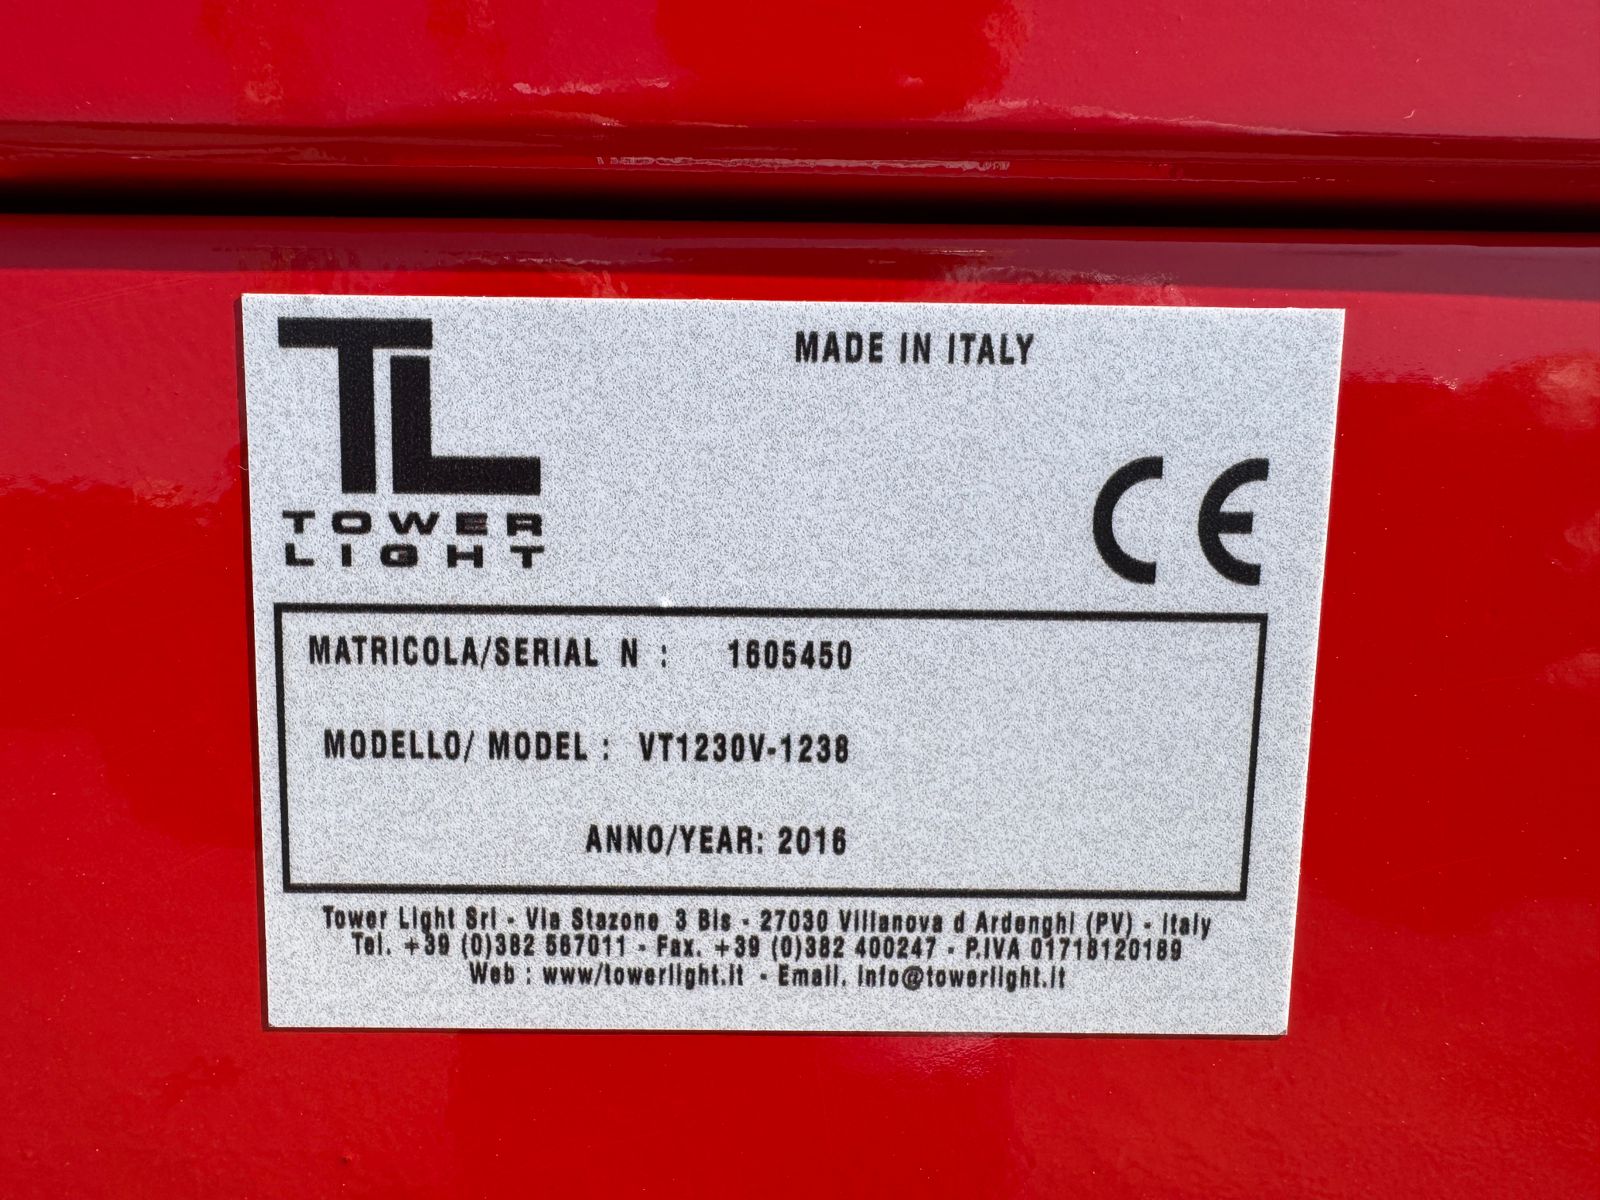 MADE IN ITALY
TL
TOWER
LIGHT
CE
MATRICOLA/SERIAL N : 1605450
MODELLO/ MODEL : VT1230V-1238
ANNO/YEAR: 2016
Tower Light Srl - Via Stazone 3 Bis - 27030 Villanova d Ardenghi (PV) - Italy
Tel. +39 (0)382 567011 - Fax. +39 (0)382 400247 - P.IVA 01718120189
Web : www/towerlight.it - Email. info@towerlight.it